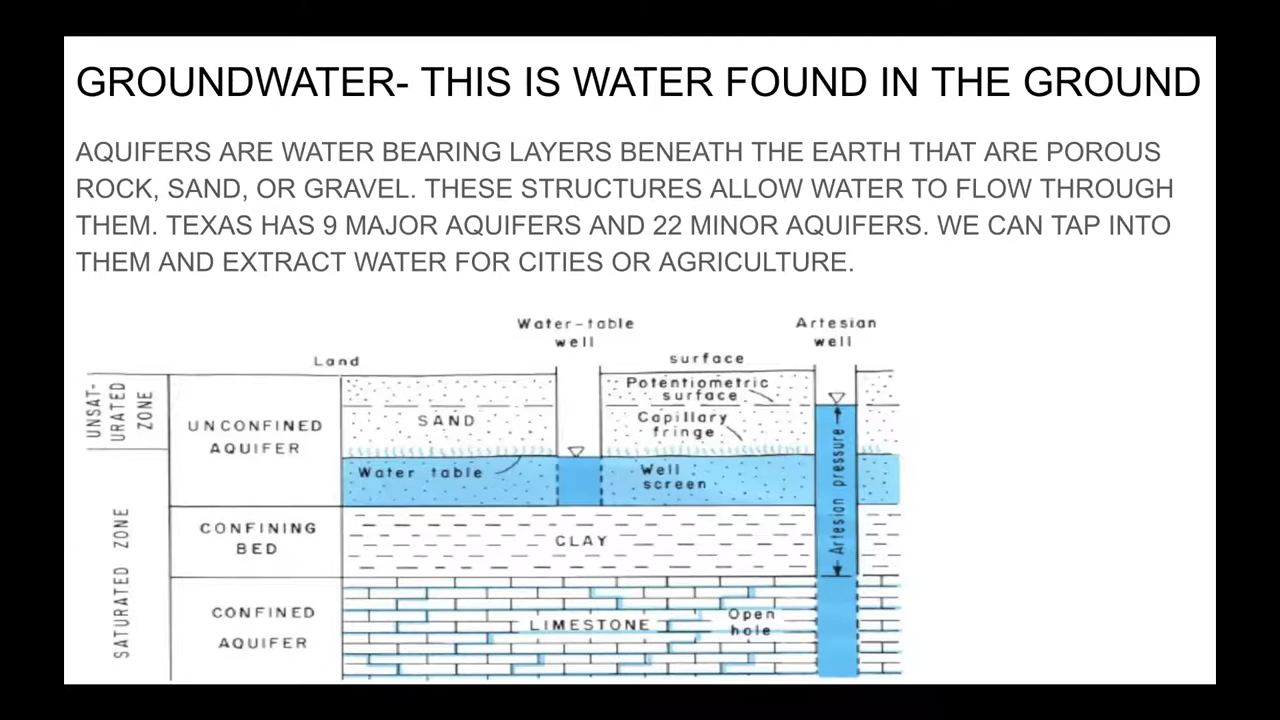 GROUNDWATER- THIS IS WATER FOUND IN THE GROUND
AQUIFERS ARE WATER BEARING LAYERS BENEATH THE EARTH THAT ARE POROUS
ROCK, SAND, OR GRAVEL. THESE STRUCTURES ALLOW WATER TO FLOW THROUGH
THEM. TEXAS HAS 9 MAJOR AQUIFERS AND 22 MINOR AQUIFERS. WE CAN TAP INTO
THEM AND EXTRACT WATER FOR CITIES OR AGRICULTURE.
Water-table
well
Artesian
well
Land
surface
UNSAT-
URATED
ZONE
UNCONFINED
AQUIFER
SAND
Potentiometric
surface
Capillary
fringe
Water table
Well
screen
Artesian pressure
SATURATED ZONE
CONFINING
BED
CLAY
CONFINED
AQUIFER
LIMESTONE
Open
hole